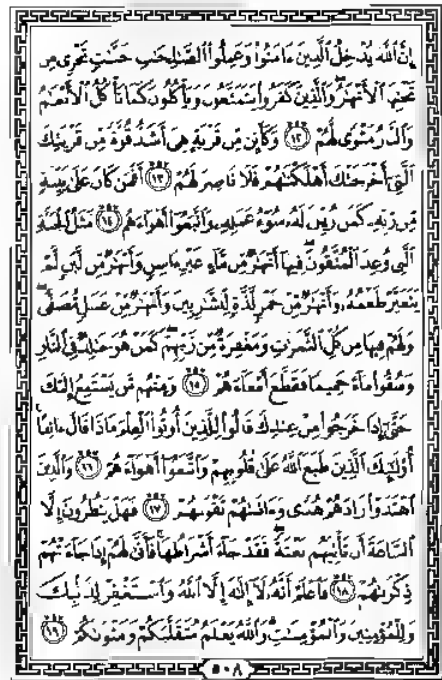 إِنَّ ٱللَّهَ يُدْخِلُ ٱلَّذِينَ ءَامَنُوا۟ وَعَمِلُوا۟ ٱلصَّٰلِحَٰتِ جَنَّٰتٍ تَجْرِى مِن
تَحْتِهَا ٱلْأَنْهَٰرُ وَٱلَّذِينَ كَفَرُوا۟ يَتَمَتَّعُونَ وَيَأْكُلُونَ كَمَا تَأْكُلُ ٱلْأَنْعَٰمُ
وَٱلنَّارُ مَثْوًى لَّهُمْ ١٢ وَكَأَيِّن مِّن قَرْيَةٍ هِىَ أَشَدُّ قُوَّةً مِّن قَرْيَتِكَ
ٱلَّتِىٓ أَخْرَجَتْكَ أَهْلَكْنَٰهُمْ فَلَا نَاصِرَ لَهُمْ ١٣ أَفَمَن كَانَ عَلَىٰ بَيِّنَةٍ
مِّن رَّبِّهِۦ كَمَن زُيِّنَ لَهُۥ سُوٓءُ عَمَلِهِۦ وَٱتَّبَعُوٓا۟ أَهْوَآءَهُم ١٤ مَّثَلُ ٱلْجَنَّةِ
ٱلَّتِى وُعِدَ ٱلْمُتَّقُونَ فِيهَآ أَنْهَٰرٌ مِّن مَّآءٍ غَيْرِ ءَاسِنٍ وَأَنْهَٰرٌ مِّن لَّبَنٍ لَّمْ
يَتَغَيَّرْ طَعْمُهُۥ وَأَنْهَٰرٌ مِّنْ خَمْرٍ لَّذَّةٍ لِّلشَّٰرِبِينَ وَأَنْهَٰرٌ مِّنْ عَسَلٍ مُّصَفًّى
وَلَهُمْ فِيهَا مِن كُلِّ ٱلثَّمَرَٰتِ وَمَغْفِرَةٌ مِّن رَّبِّهِمْ كَمَنْ هُوَ خَٰلِدٌ فِى ٱلنَّارِ
وَسُقُوا۟ مَآءً حَمِيمًا فَقَطَّعَ أَمْعَآءَهُمْ ١٥ وَمِنْهُم مَّن يَسْتَمِعُ إِلَيْكَ
حَتَّىٰٓ إِذَا خَرَجُوا۟ مِنْ عِندِكَ قَالُوا۟ لِلَّذِينَ أُوتُوا۟ ٱلْعِلْمَ مَاذَا قَالَ ءَانِفًا
أُو۟لَٰٓئِكَ ٱلَّذِينَ طَبَعَ ٱللَّهُ عَلَىٰ قُلُوبِهِمْ وَٱتَّبَعُوٓا۟ أَهْوَآءَهُمْ ١٦ وَٱلَّذِينَ
ٱهْتَدَوْا۟ زَادَهُمْ هُدًى وَءَاتَىٰهُمْ تَقْوَىٰهُمْ ١٧ فَهَلْ يَنظُرُونَ إِلَّا
ٱلسَّاعَةَ أَن تَأْتِيَهُم بَغْتَةً فَقَدْ جَآءَ أَشْرَاطُهَا فَأَنَّىٰ لَهُمْ إِذَا جَآءَتْهُمْ
ذِكْرَىٰهُمْ ١٨ فَٱعْلَمْ أَنَّهُۥ لَآ إِلَٰهَ إِلَّا ٱللَّهُ وَٱسْتَغْفِرْ لِذَنۢبِكَ
وَلِلْمُؤْمِنِينَ وَٱلْمُؤْمِنَٰتِ وَٱللَّهُ يَعْلَمُ مُتَقَلَّبَكُمْ وَمَثْوَىٰكُمْ ١٩
٥٠٨